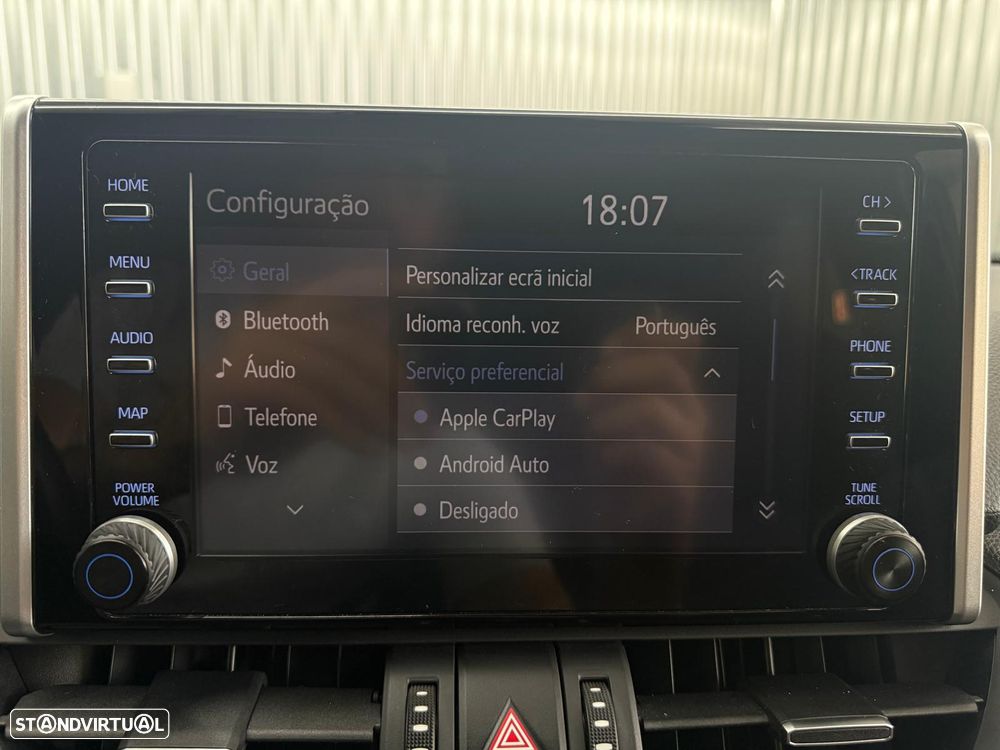 HOME
MENU
AUDIO
MAP
POWER
VOLUME
Configuração
18:07
Geral
Bluetooth
Áudio
Telefone
Voz
Personalizar ecrã inicial
Idioma reconh. voz Português
Serviço preferencial
Apple CarPlay
Android Auto
Desligado
CH >
< TRACK
PHONE
SETUP
TUNE
SCROLL
STANDVIRTUAL